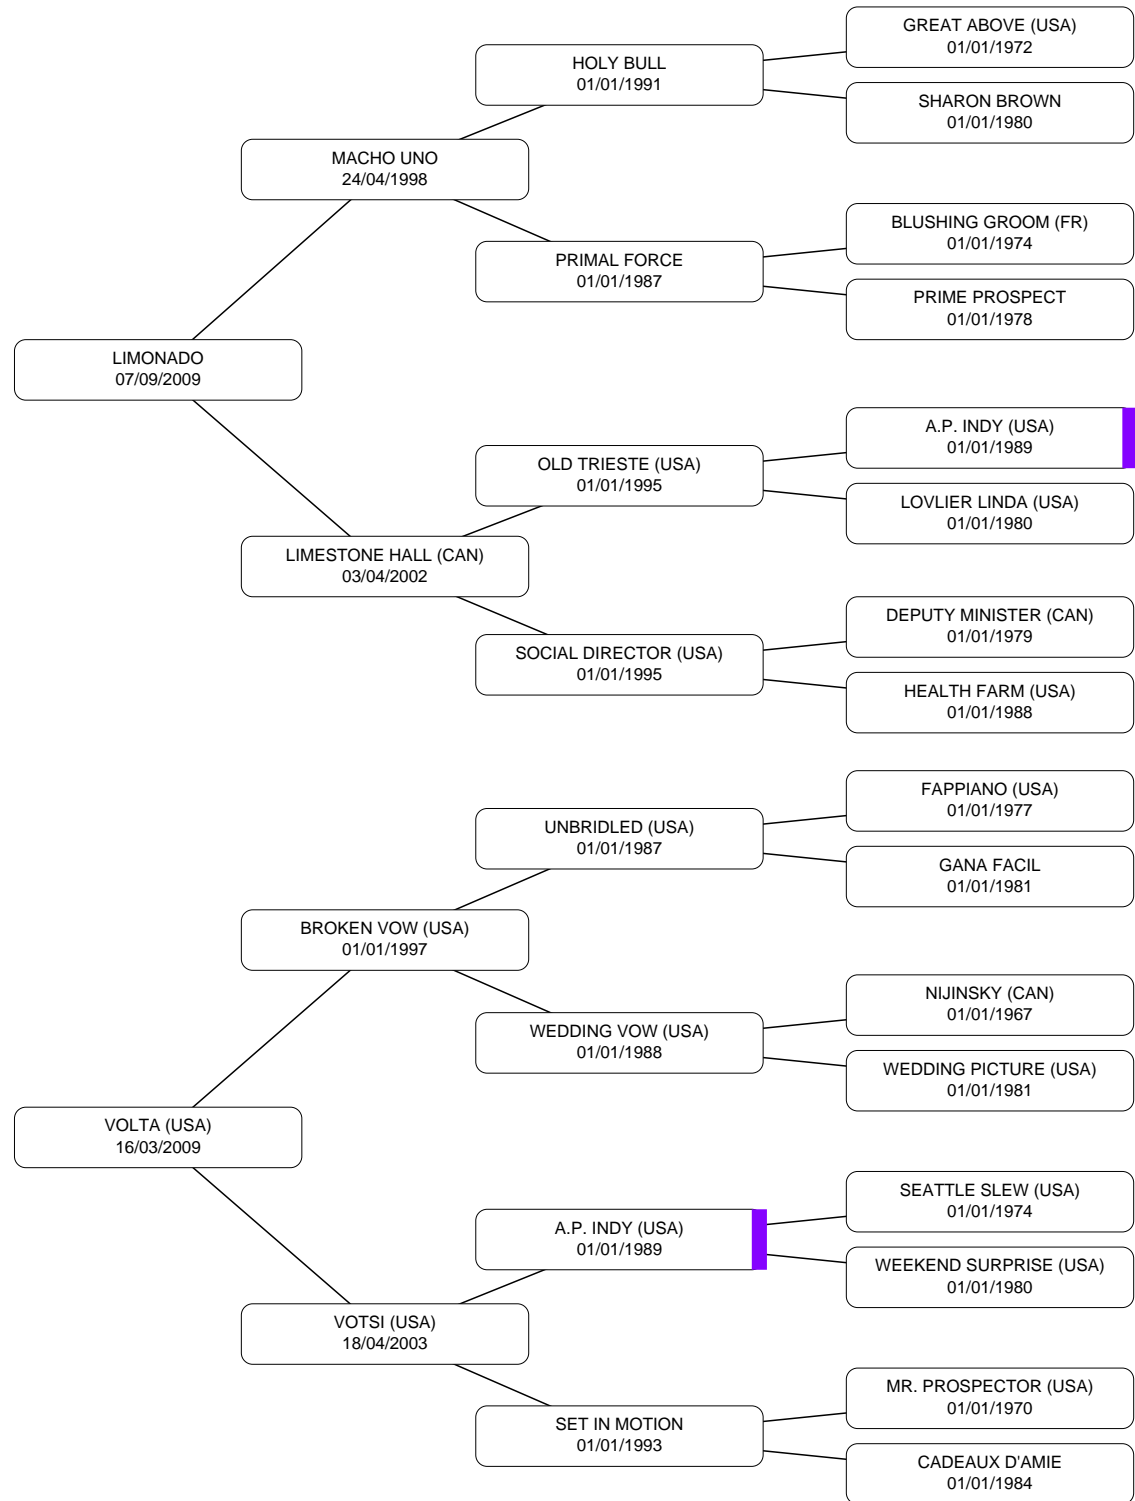 GREAT ABOVE (USA)
01/01/1972
HOLY BULL
01/01/1991
SHARON BROWN
01/01/1980
MACHO UNO
24/04/1998
BLUSHING GROOM (FR)
01/01/1974
PRIMAL FORCE
01/01/1987
PRIME PROSPECT
01/01/1978
LIMONADO
07/09/2009
A.P. INDY (USA)
01/01/1989
OLD TRIESTE (USA)
01/01/1995
LOVLIER LINDA (USA)
01/01/1980
LIMESTONE HALL (CAN)
03/04/2002
DEPUTY MINISTER (CAN)
01/01/1979
SOCIAL DIRECTOR (USA)
01/01/1995
HEALTH FARM (USA)
01/01/1988
FAPPIANO (USA)
01/01/1977
UNBRIDLED (USA)
01/01/1987
GANA FACIL
01/01/1981
BROKEN VOW (USA)
01/01/1997
NIJINSKY (CAN)
01/01/1967
WEDDING VOW (USA)
01/01/1988
WEDDING PICTURE (USA)
01/01/1981
VOLTA (USA)
16/03/2009
SEATTLE SLEW (USA)
01/01/1974
A.P. INDY (USA)
01/01/1989
WEEKEND SURPRISE (USA)
01/01/1980
VOTSI (USA)
18/04/2003
MR. PROSPECTOR (USA)
01/01/1970
SET IN MOTION
01/01/1993
CADEAUX D'AMIE
01/01/1984